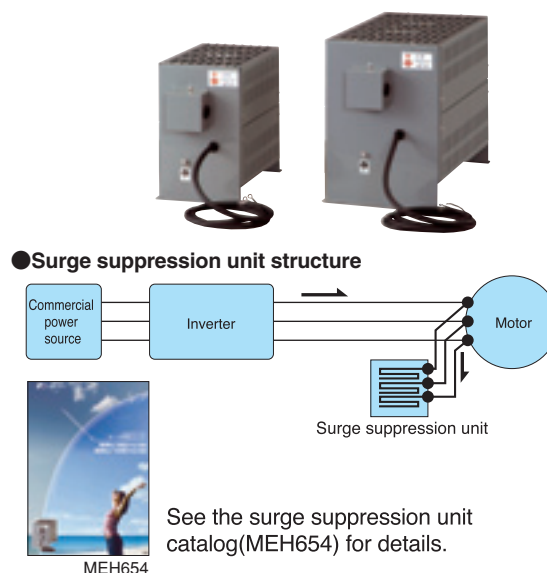 ●Surge suppression unit structure
Commercial
power
source
Inverter
Motor
Surge suppression unit
See the surge suppression unit
catalog(MEH654) for details.
MEH654